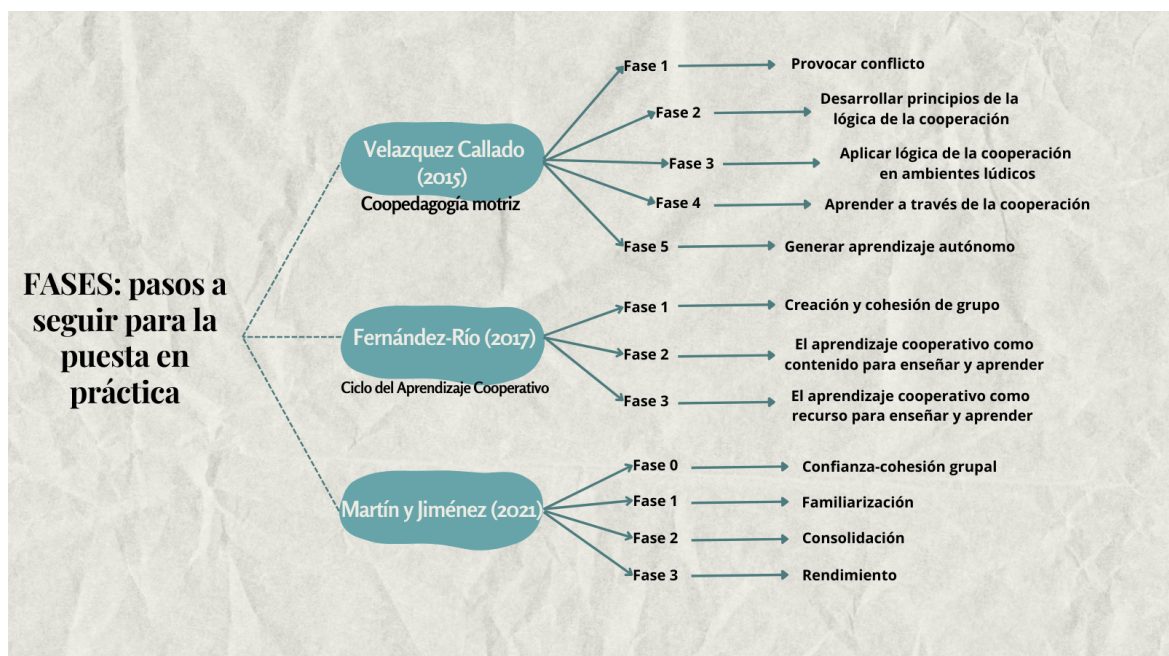 FASES: pasos a
seguir para la
puesta en
práctica
Velazquez Callado
(2015)
Coopedagogía motriz
Fase 1
Provocar conflicto
Fase 2
Desarrollar principios de la
lógica de la cooperación
Fase 3
Aplicar lógica de la cooperación
en ambientes lúdicos
Fase 4
Aprender a través de la cooperación
Fase 5
Generar aprendizaje autónomo
Fernández-Río (2017)
Ciclo del Aprendizaje Cooperativo
Fase 1
Creación y cohesión de grupo
Fase 2
El aprendizaje cooperativo como
contenido para enseñar y aprender
Fase 3
El aprendizaje cooperativo como
recurso para enseñar y aprender
Martín y Jiménez (2021)
Fase 0
Confianza-cohesión grupal
Fase 1
Familiarización
Fase 2
Consolidación
Fase 3
Rendimiento